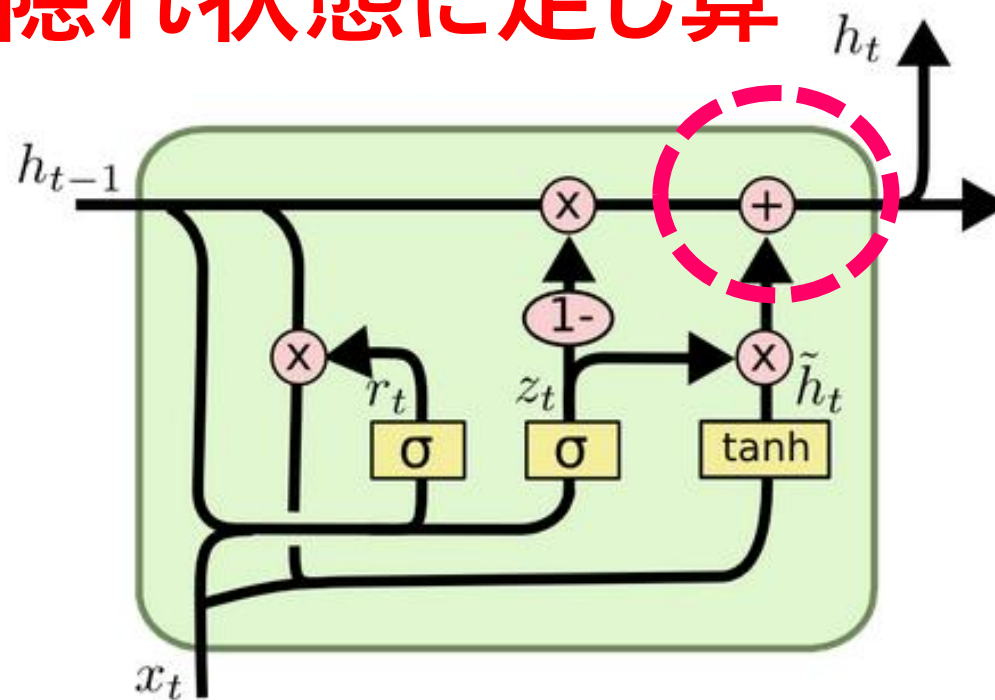 隠れ状態に足し算
h_t
h_{t-1}
x
+
1-
x
x
r_t
z_t
h̃_t
σ
σ
tanh
x_t